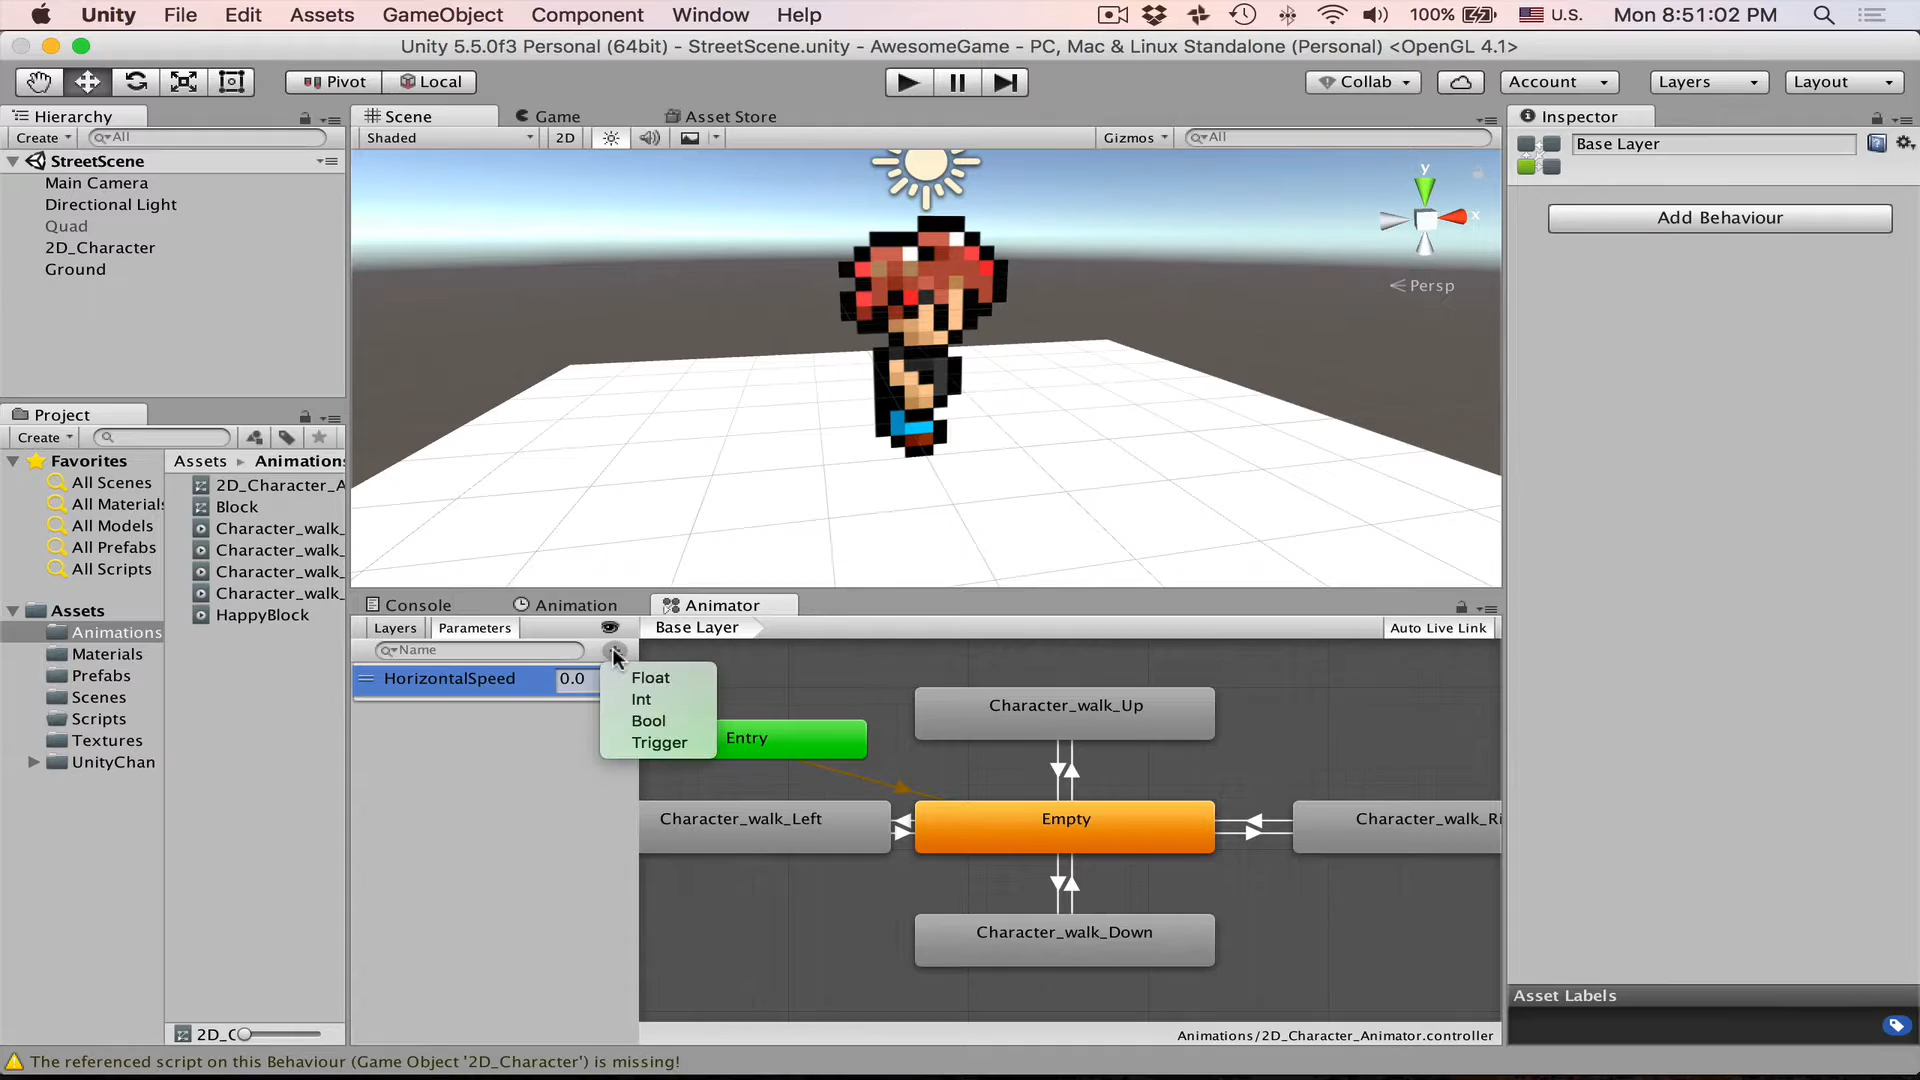 Unity File Edit Assets GameObject Component Window Help 100% U.S. Mon 8:51:02 PM
Unity 5.5.0f3 Personal (64bit) - StreetScene.unity - AwesomeGame - PC, Mac & Linux Standalone (Personal) <OpenGL 4.1>
Pivot Local Collab Account Layers Layout
Hierarchy
Create All
StreetScene
Main Camera
Directional Light
Quad
2D_Character
Ground
Scene Game Asset Store
Shaded 2D Gizmos All
y
x
Persp
Inspector
Base Layer
Add Behaviour
Project
Create
Favorites
All Scenes
All Materials
All Models
All Prefabs
All Scripts
Assets
Animations
Materials
Prefabs
Scenes
Scripts
Textures
UnityChan
Assets Animations
2D_Character_A
Block
Character_walk_
Character_walk_
Character_walk_
Character_walk_
HappyBlock
2D_C
Console Animation Animator
Layers Parameters Base Layer Auto Live Link
Name
HorizontalSpeed 0.0
Float
Int
Bool
Trigger
Entry
Character_walk_Up
Character_walk_Left
Empty
Character_walk_Ri
Character_walk_Down
Animations/2D_Character_Animator.controller
Asset Labels
The referenced script on this Behaviour (Game Object '2D_Character') is missing!